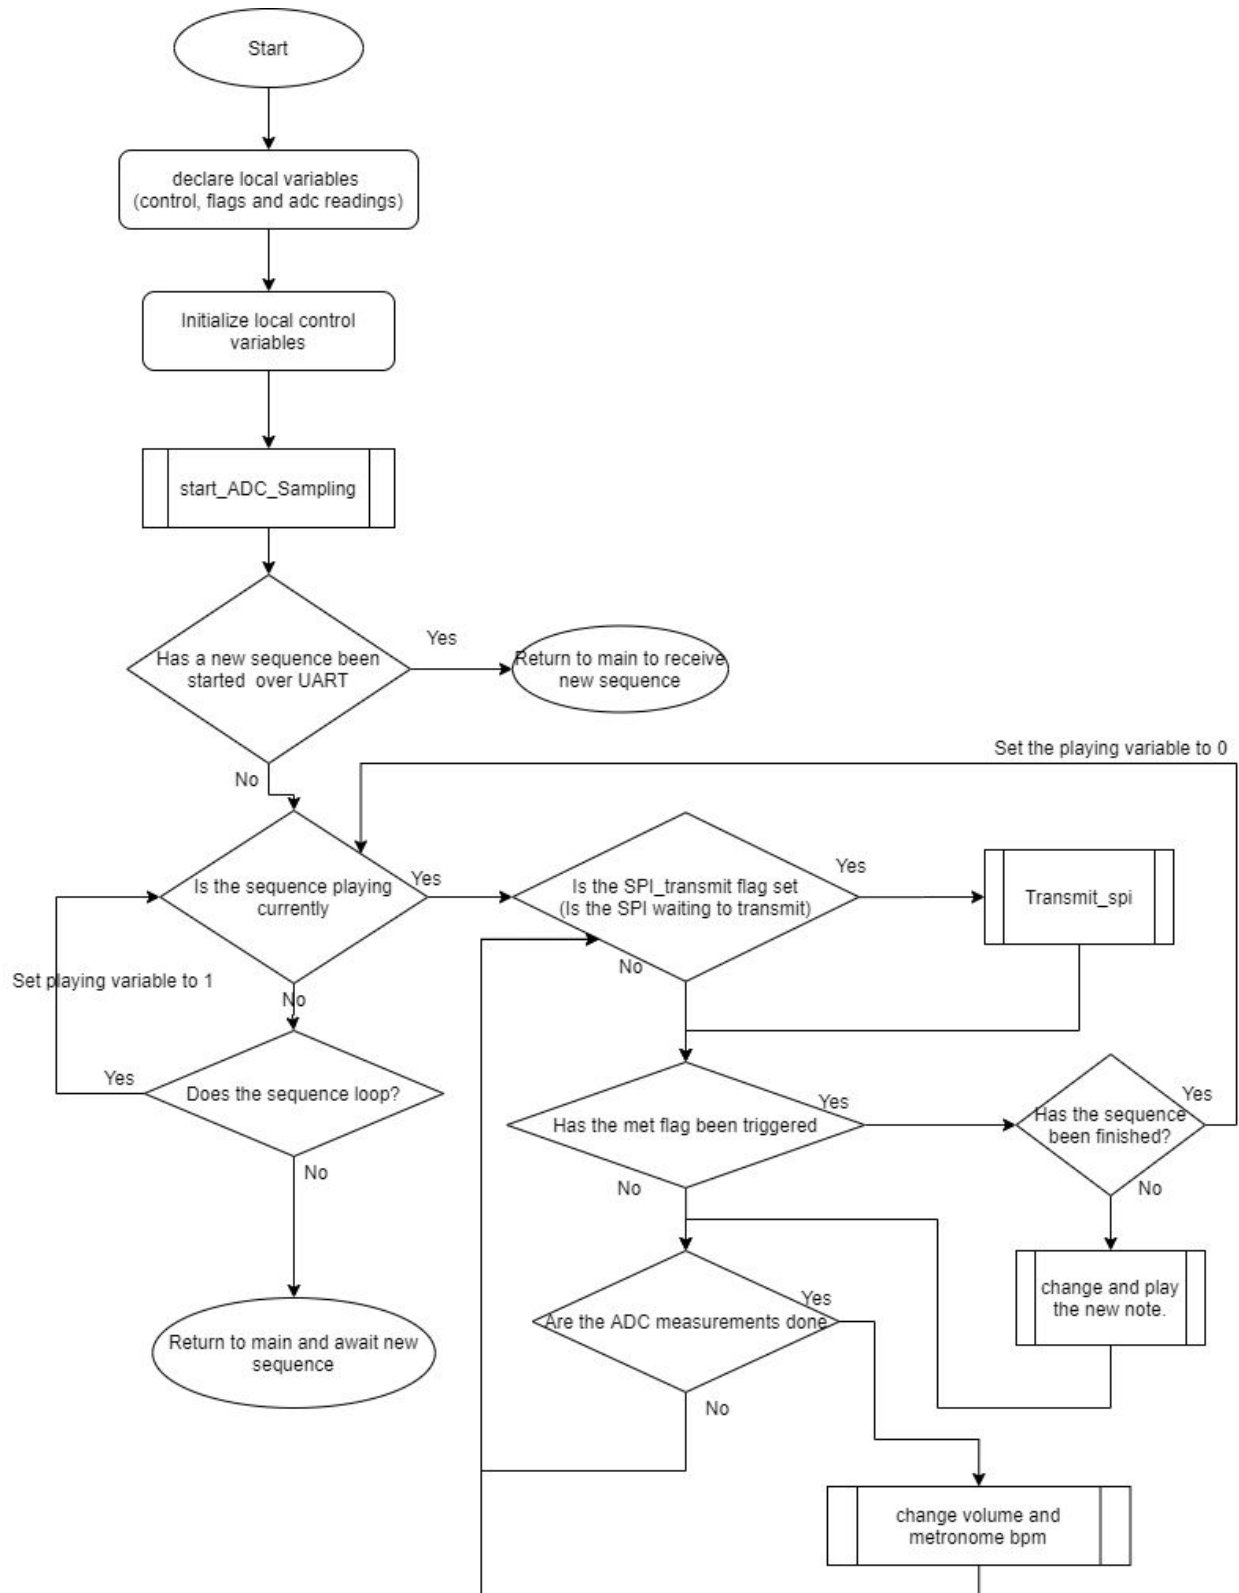 Start
declare local variables
(control, flags and adc readings)
Initialize local control
variables
start_ADC_Sampling
Has a new sequence been
started over UART
Yes
Return to main to receive
new sequence
No
Set the playing variable to 0
Is the sequence playing
currently
Yes
Is the SPI_transmit flag set
(Is the SPI waiting to transmit)
Yes
Transmit_spi
Set playing variable to 1
No
No
Does the sequence loop?
Yes
No
Has the met flag been triggered
Yes
Has the sequence
been finished?
Yes
No
No
change and play
the new note.
Are the ADC measurements done
Yes
No
Return to main and await new
sequence
change volume and
metronome bpm